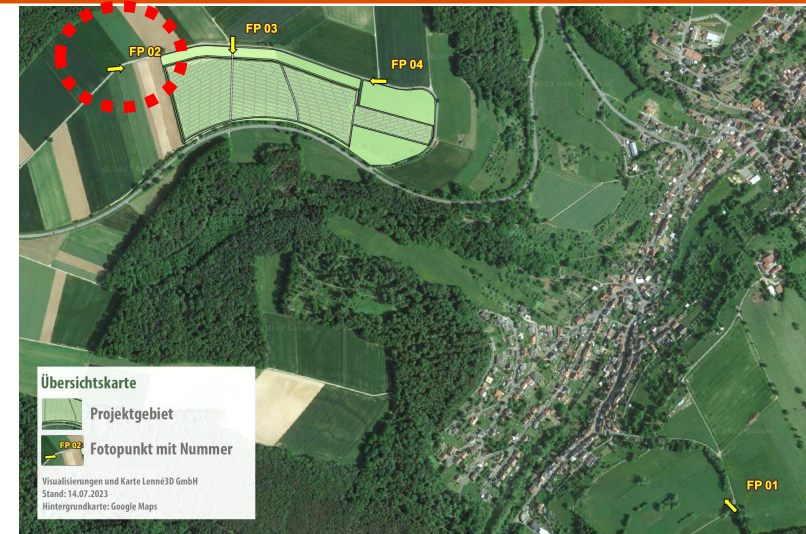 FP 03
FP 02
FP 04
Übersichtskarte
Projektgebiet
FP 02
Fotopunkt mit Nummer
Visualisierungen und Karte Lenné3D GmbH
Stand: 14.07.2023
Hintergrundkarte: Google Maps
FP 01